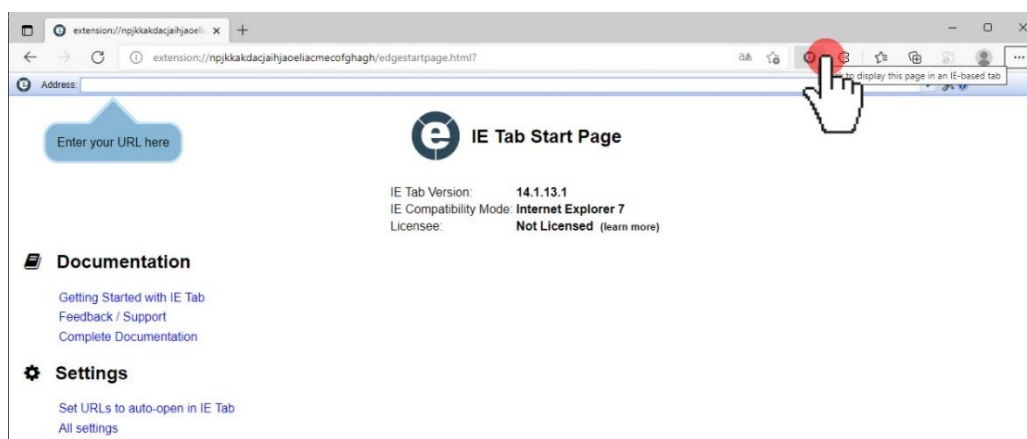 extension://npjkkakdacjaihjaoeli
extension://npjkkakdacjaihjaoeliacmecofghagh/edgestartpage.html?
to display this page in an IE-based tab
Address:
Enter your URL here
IE Tab Start Page
IE Tab Version: 14.1.13.1
IE Compatibility Mode: Internet Explorer 7
Licensee: Not Licensed (learn more)
Documentation
Getting Started with IE Tab
Feedback / Support
Complete Documentation
Settings
Set URLs to auto-open in IE Tab
All settings